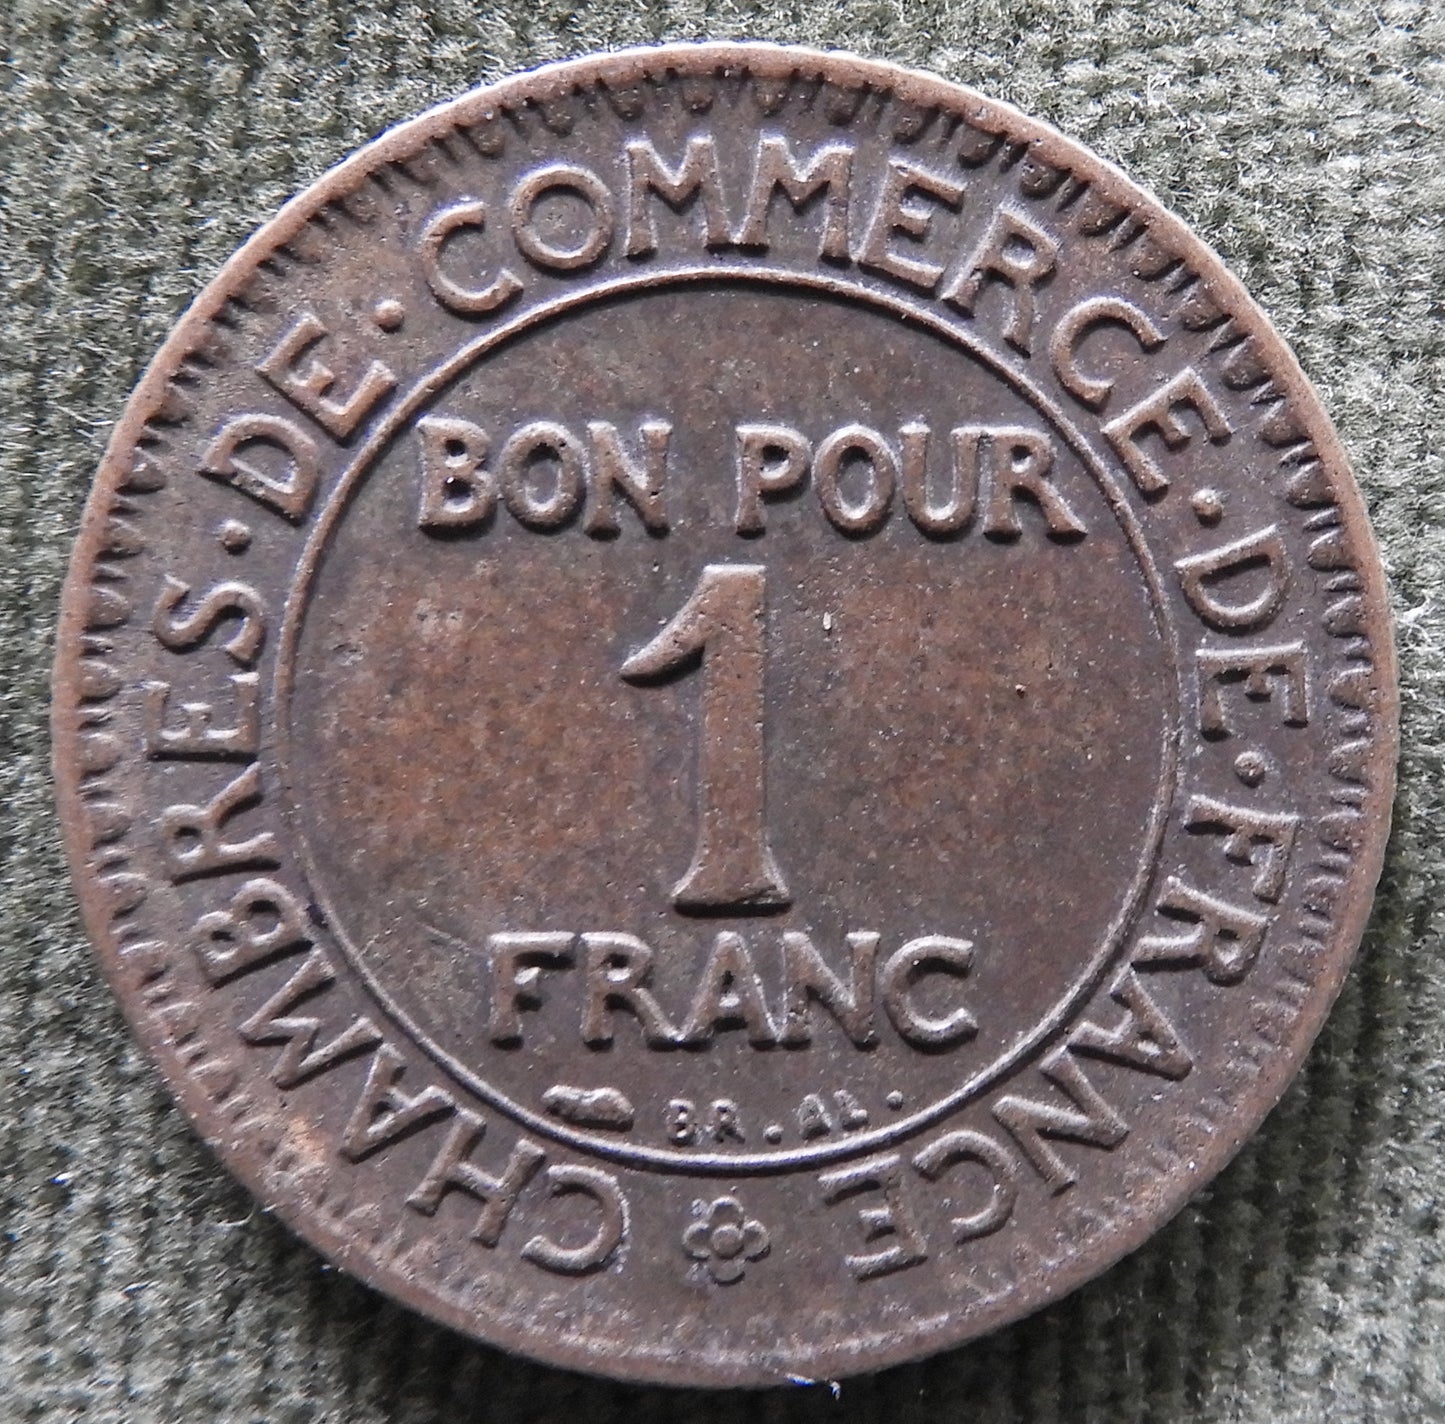 CHAMBRES · DE · COMMERCE · DE · FRANCE
BON POUR
1
FRANC
BR . AL .